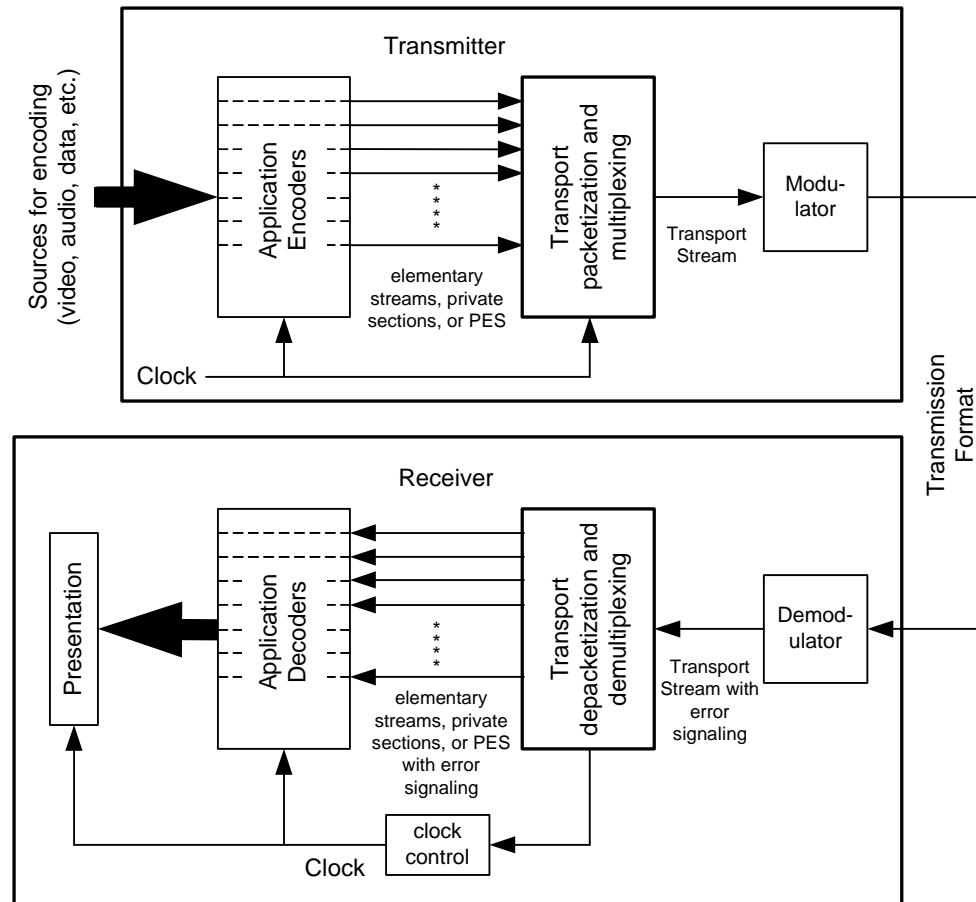 Transmitter
Sources for encoding
(video, audio, data, etc.)
Application
Encoders
****
elementary
streams, private
sections, or PES
Transport
packetization and
multiplexing
Transport
Stream
Modu-
lator
Clock
Transmission
Format
Receiver
Presentation
Application
Decoders
****
elementary
streams, private
sections, or PES
with error
signaling
Transport
depacketization and
demultiplexing
Transport
Stream with
error
signaling
Demod-
ulator
clock
control
Clock